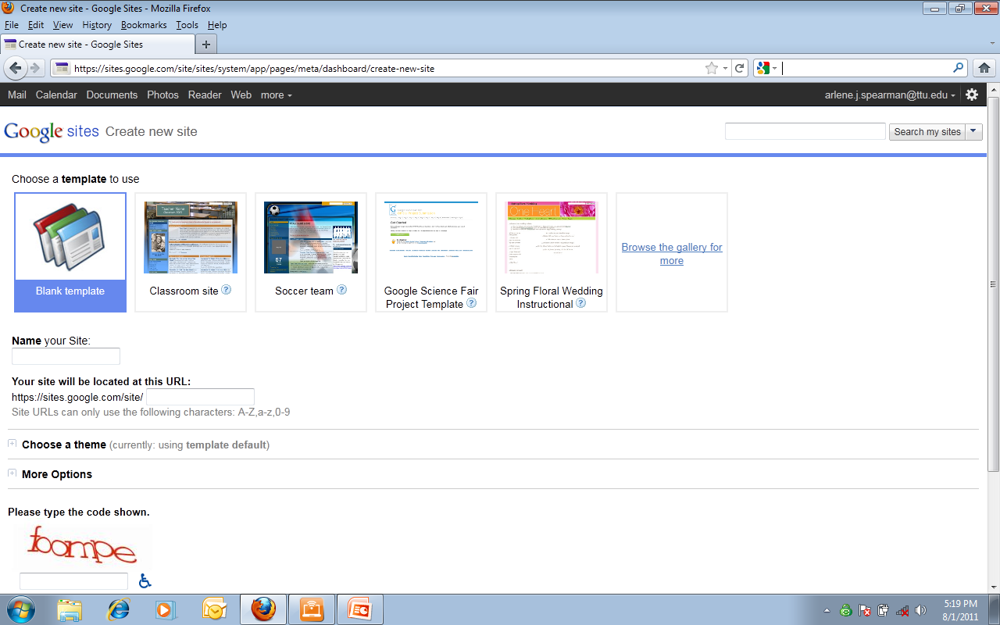 Create new site - Google Sites - Mozilla Firefox
File Edit View History Bookmarks Tools Help
Create new site - Google Sites
https://sites.google.com/site/sites/system/app/pages/meta/dashboard/create-new-site
Mail Calendar Documents Photos Reader Web more
arlene.j.spearman@ttu.edu
Google sites Create new site
Search my sites
Choose a template to use
One Heart
Get Started
Blank template
Classroom site
Soccer team
Google Science Fair
Project Template
Spring Floral Wedding
Instructional
Browse the gallery for
more
Name your Site:
Your site will be located at this URL:
https://sites.google.com/site/
Site URLs can only use the following characters: A-Z,a-z,0-9
Choose a theme (currently: using template default)
More Options
Please type the code shown.
5:19 PM
8/1/2011